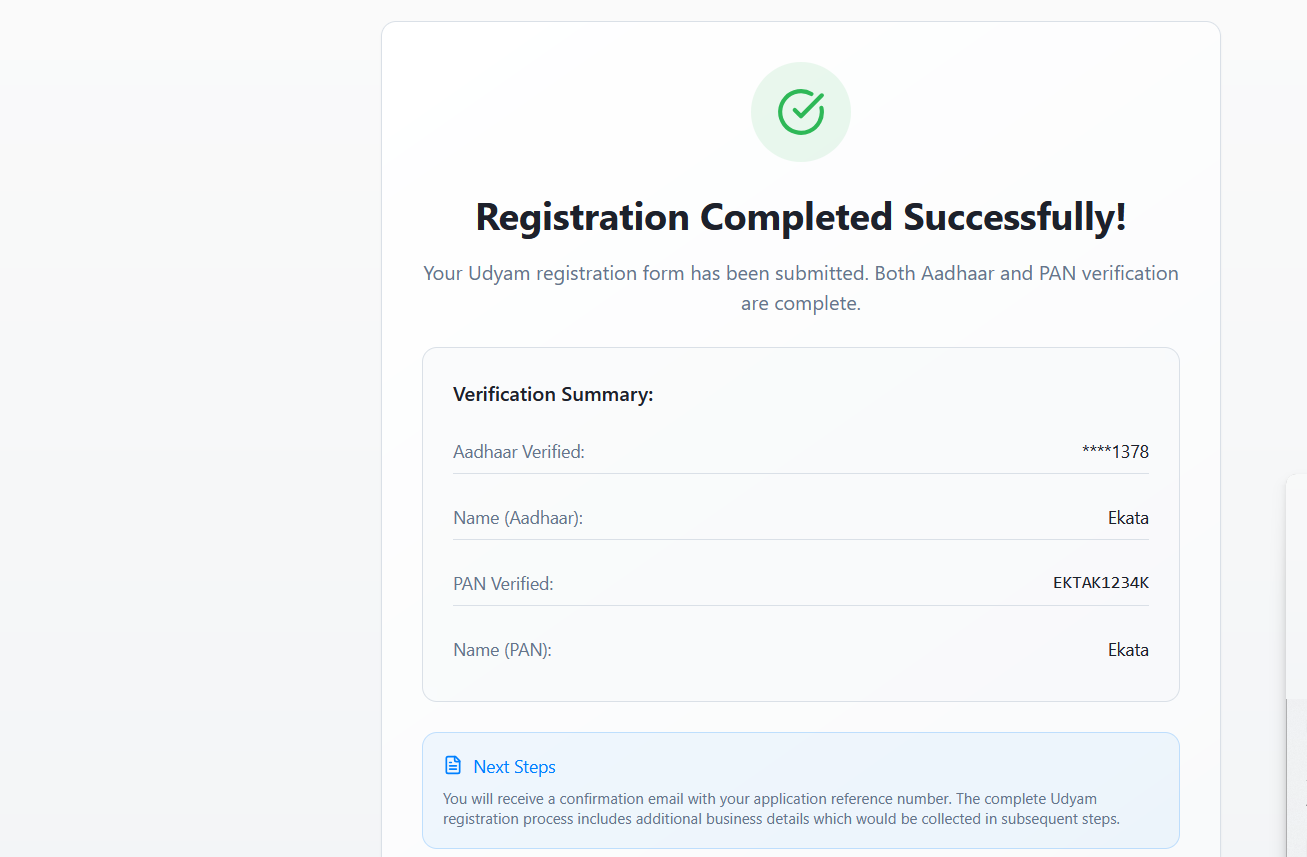 Registration Completed Successfully!
Your Udyam registration form has been submitted. Both Aadhaar and PAN verification
are complete.
Verification Summary:
Aadhaar Verified: ****1378
Name (Aadhaar): Ekata
PAN Verified: EKTAK1234K
Name (PAN): Ekata
Next Steps
You will receive a confirmation email with your application reference number. The complete Udyam
registration process includes additional business details which would be collected in subsequent steps.